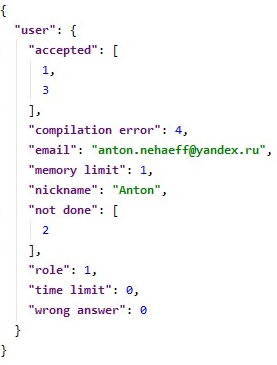 {
"user": {
"accepted": [
1,
3
],
"compilation error": 4,
"email": "anton.nehaeff@yandex.ru",
"memory limit": 1,
"nickname": "Anton",
"not done": [
2
],
"role": 1,
"time limit": 0,
"wrong answer": 0
}
}